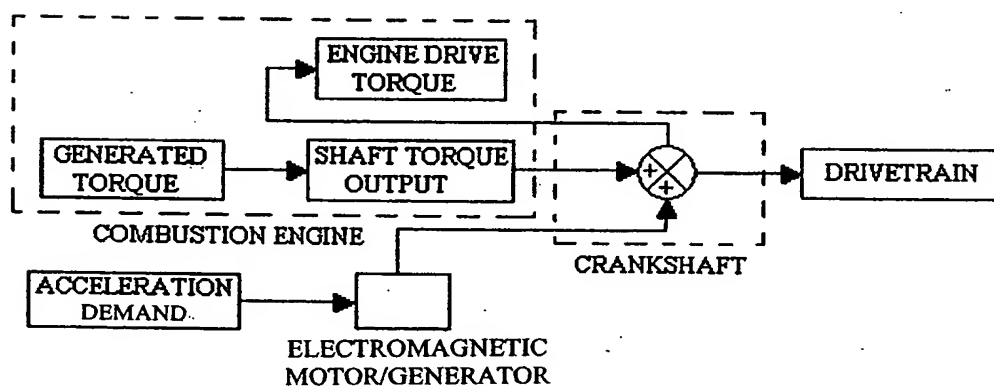 ENGINE DRIVE
TORQUE
GENERATED
TORQUE
SHAFT TORQUE
OUTPUT
+
+
DRIVETRAIN
COMBUSTION ENGINE
CRANKSHAFT
ACCELERATION
DEMAND
ELECTROMAGNETIC
MOTOR/GENERATOR